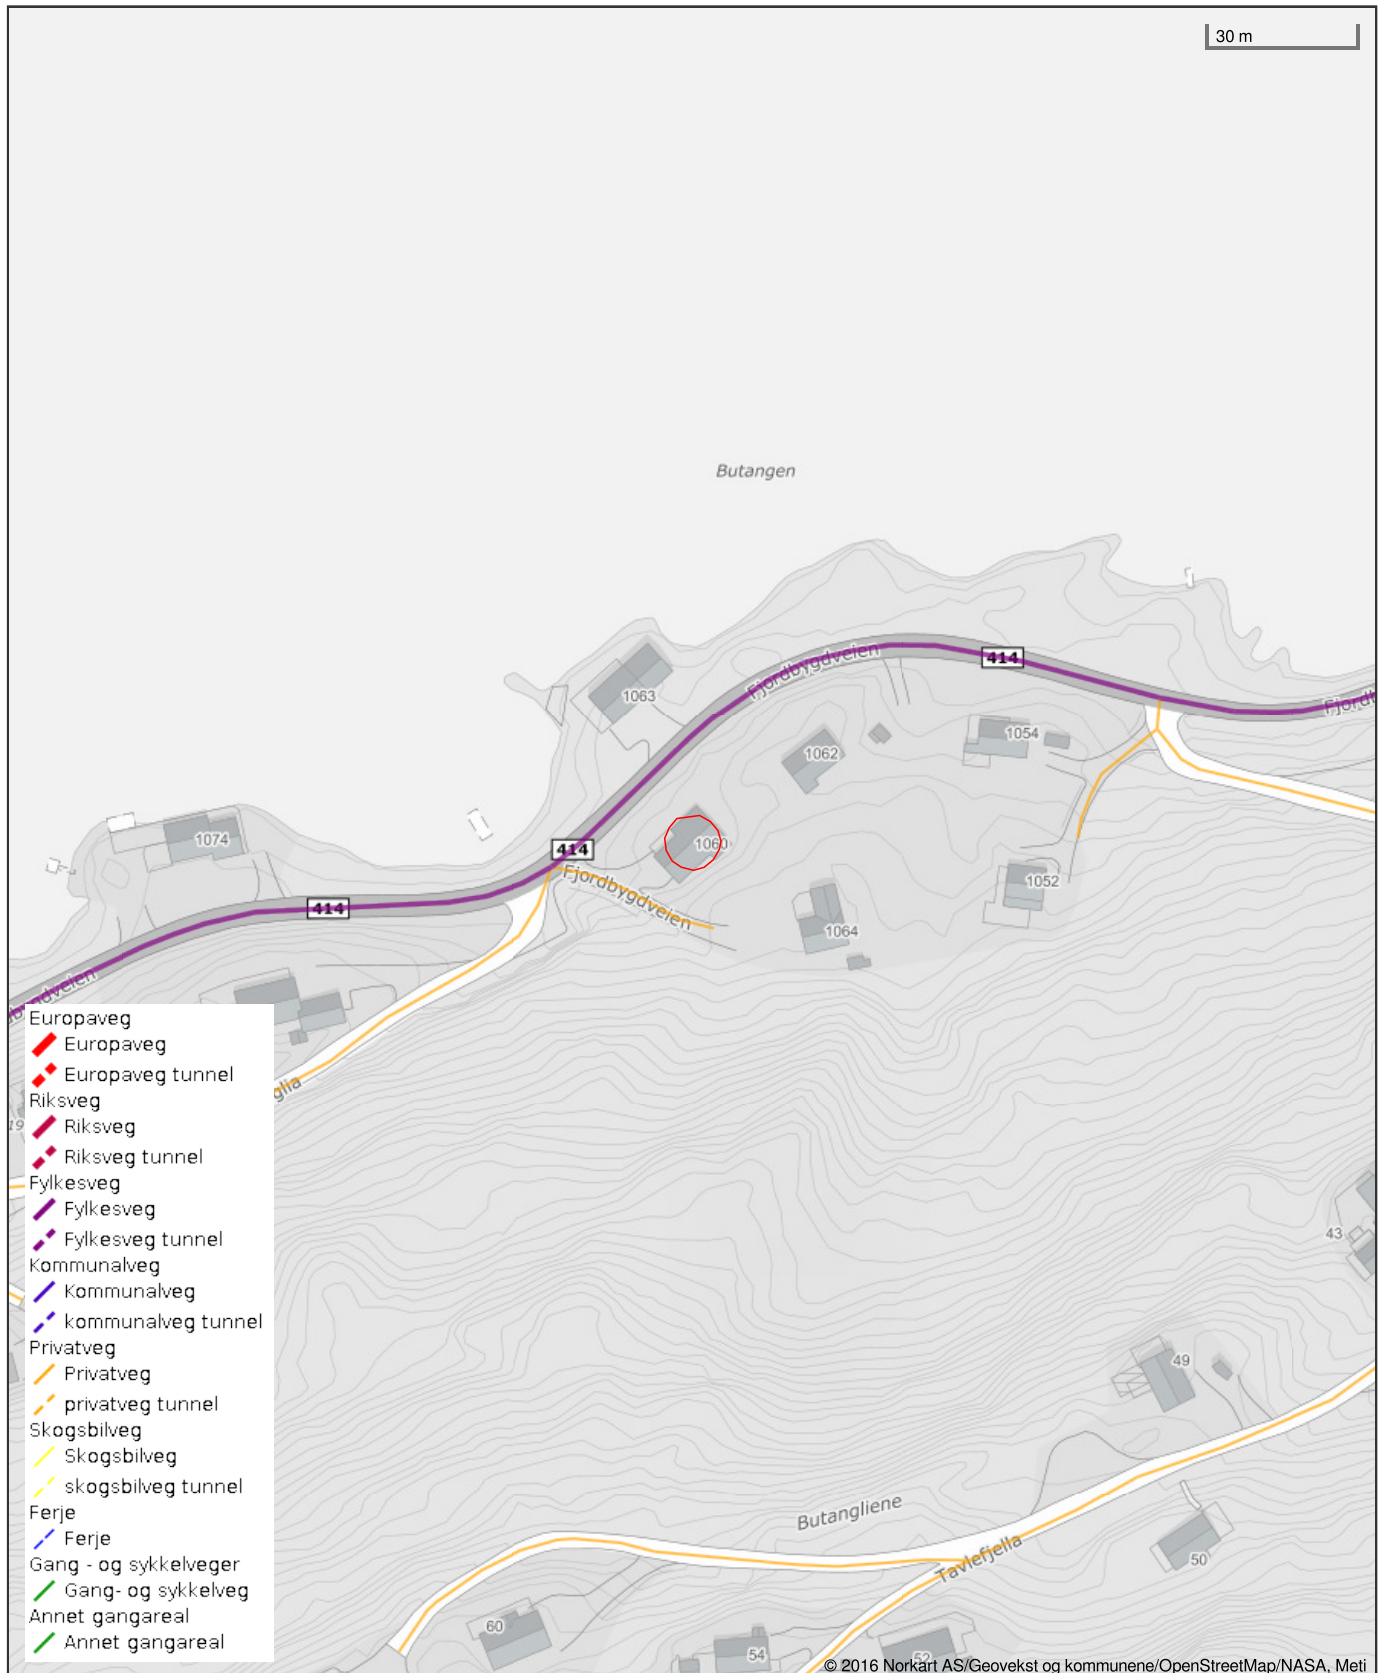 30 m
Butangen
Fjordbygdveien
414
1063
1054
1062
1074
414
1060
Fjordbygdveien
1052
414
1064
Europaveg
Europaveg
Europaveg tunnel
Riksveg
Riksveg
Riksveg tunnel
Fylkesveg
Fylkesveg
Fylkesveg tunnel
Kommunalveg
Kommunalveg
kommunalveg tunnel
Privatveg
Privatveg
privatveg tunnel
Skogsbilveg
Skogsbilveg
skogsbilveg tunnel
Ferje
Ferje
Gang - og sykkelveger
Gang- og sykkelveg
Annet gangareal
Annet gangareal
43
49
Butangliene
Tavlefjella
50
60
54
52
© 2016 Norkart AS/Geovekst og kommunene/OpenStreetMap/NASA, Meti